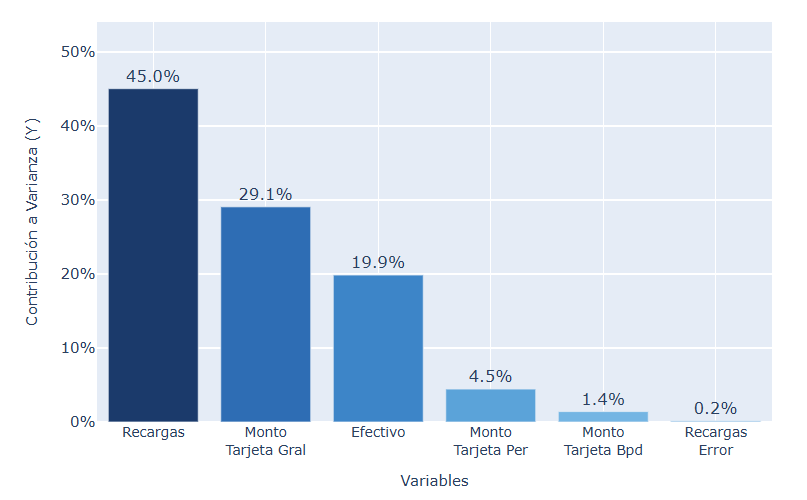 50%
40%
30%
20%
10%
0%
Contribución a Varianza (Y)
45.0%
29.1%
19.9%
4.5%
1.4%
0.2%
Recargas
Monto
Tarjeta Gral
Efectivo
Monto
Tarjeta Per
Monto
Tarjeta Bpd
Recargas
Error
Variables